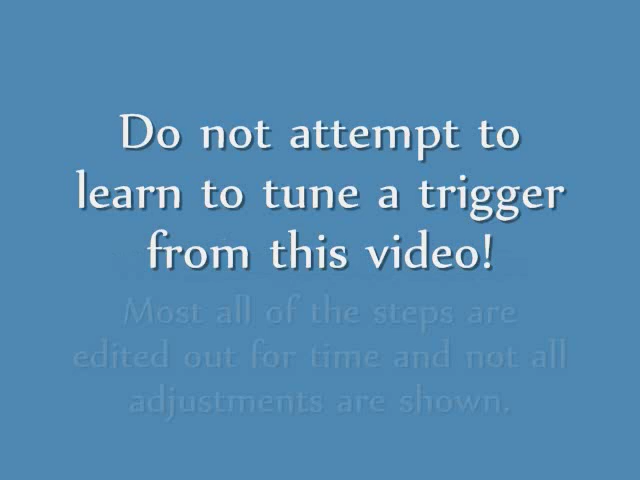 Do not attempt to
learn to tune a trigger
from this video!
Most all of the steps are
edited out for time and not all
adjustments are shown.